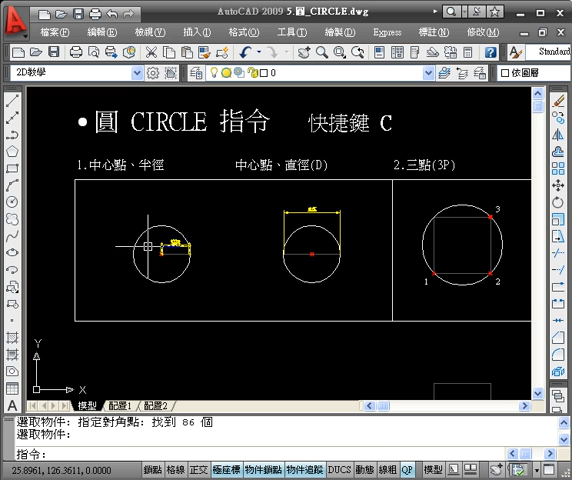 AutoCAD 2009 5.圓_CIRCLE.dwg
檔案(F) 編輯(E) 檢視(V) 插入(I) 格式(O) 工具(T) 繪製(D) Express 標註(N) 修改(M)
Standard
2D教學 0 依圖層
•圓 CIRCLE 指令 快捷鍵 C
1.中心點、半徑 中心點、直徑(D) 2.三點(3P)
3
1 2
Y
X
模型 配置1 配置2
選取物件: 指定對角點: 找到 86 個
選取物件:
指令:
25.8961, 126.3611, 0.0000 鎖點 格線 正交 極座標 物件鎖點 物件追蹤 DUCS 動態 線粗 QP 模型